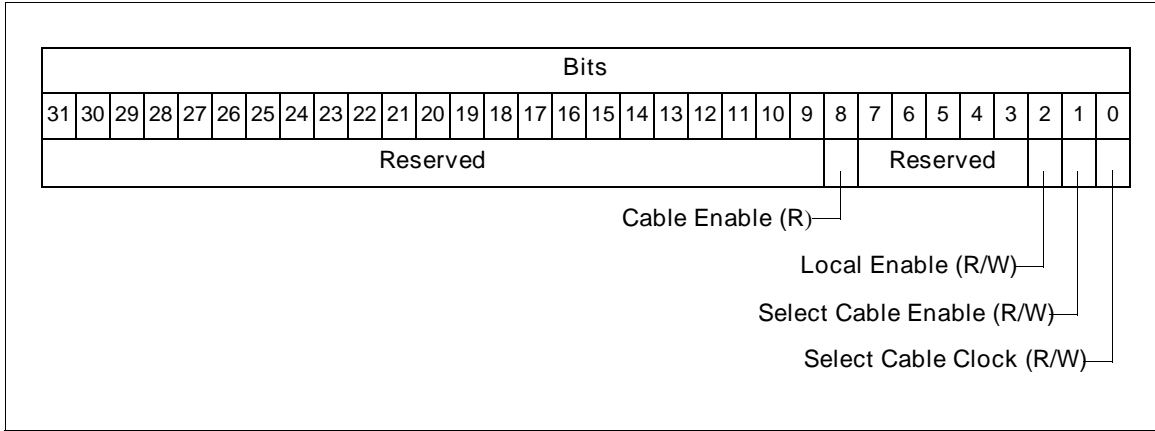 Bits
31 30 29 28 27 26 25 24 23 22 21 20 19 18 17 16 15 14 13 12 11 10 9 8 7 6 5 4 3 2 1 0
Reserved Reserved
Cable Enable (R)
Local Enable (R/W)
Select Cable Enable (R/W)
Select Cable Clock (R/W)